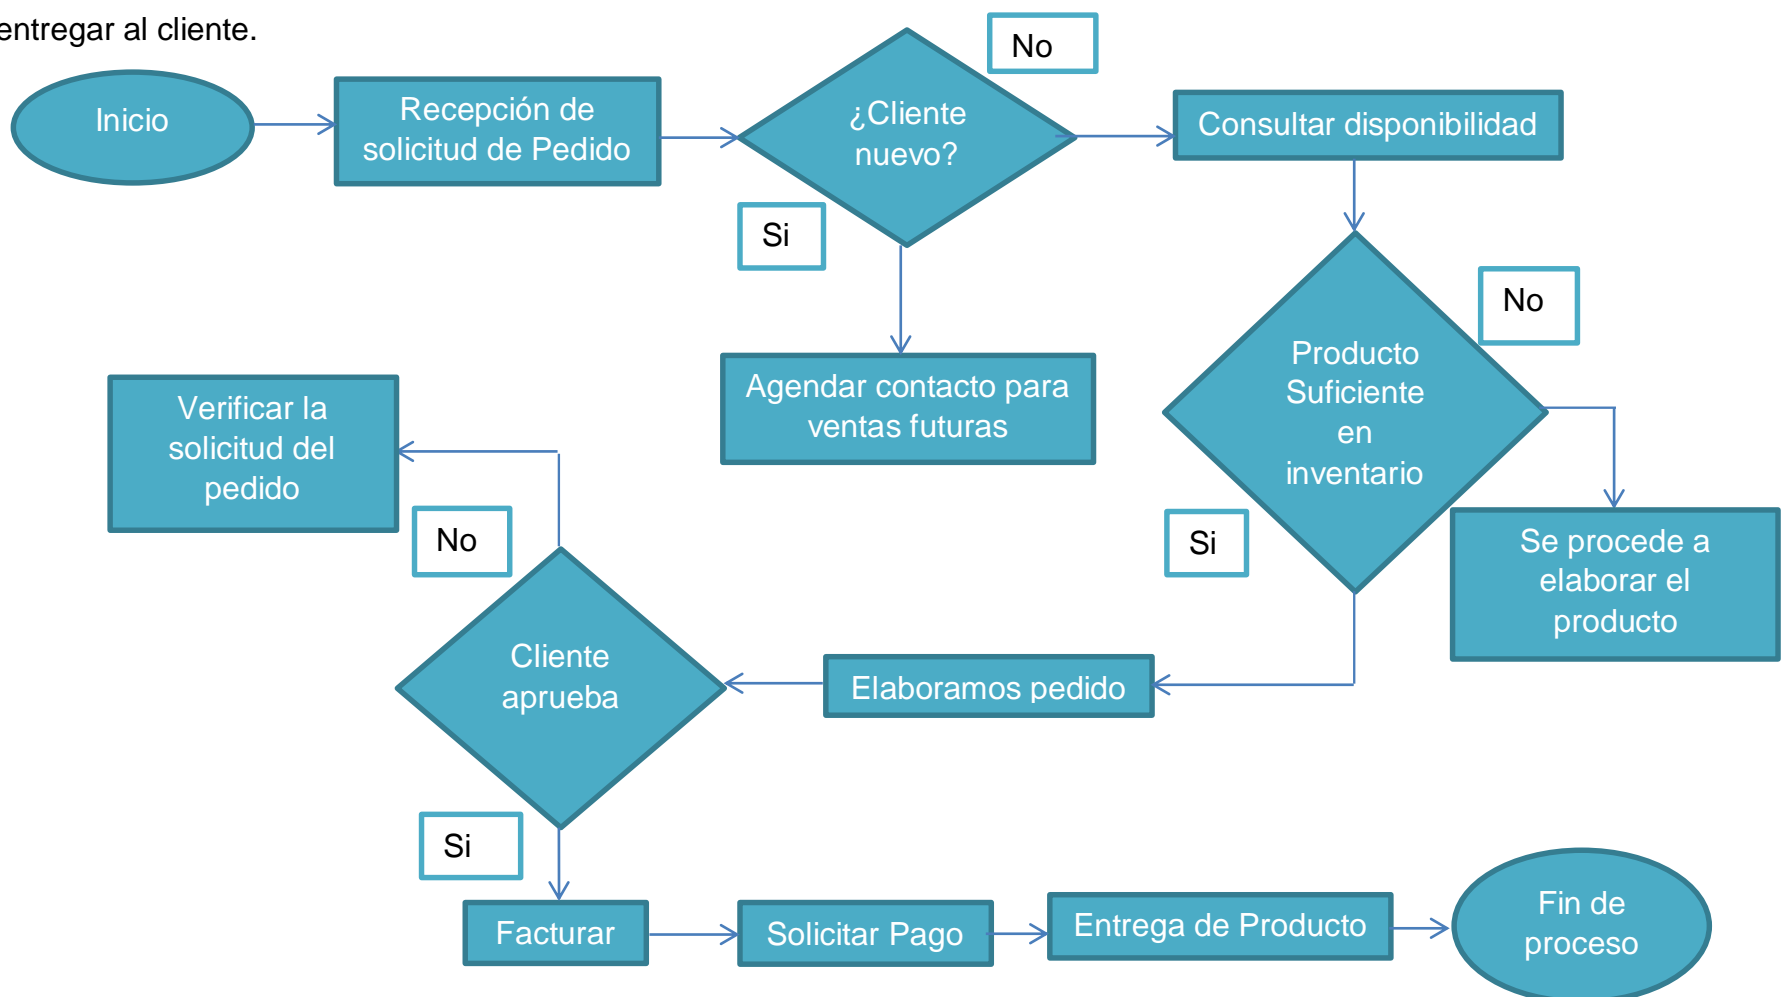 entregar al cliente.
Inicio
Recepción de
solicitud de Pedido
¿Cliente
nuevo?
No
Consultar disponibilidad
Si
Agendar contacto para
ventas futuras
Producto
Suficiente
en
inventario
No
Se procede a
elaborar el
producto
Si
Elaboramos pedido
Cliente
aprueba
No
Verificar la
solicitud del
pedido
Si
Facturar
Solicitar Pago
Entrega de Producto
Fin de
proceso